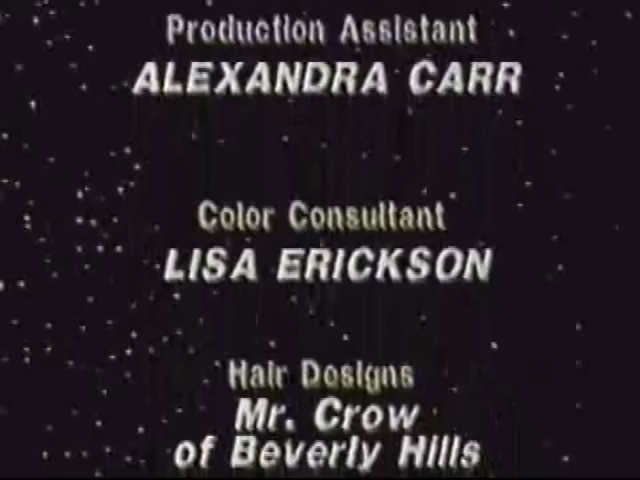 Production Assistant
ALEXANDRA CARR
Color Consultant
LISA ERICKSON
Hair Designs
Mr. Crow
of Beverly Hills